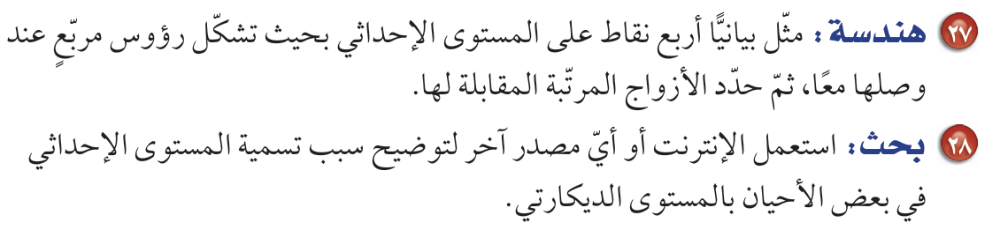 ٢٧ هندسة: مثّل بيانيًّا أربع نقاط على المستوى الإحداثي بحيث تشكّل رؤوس مربّعٍ عند
وصلها معًا، ثمّ حدّد الأزواج المرتّبة المقابلة لها.
٢٨ بحث: استعمل الإنترنت أو أيّ مصدر آخر لتوضيح سبب تسمية المستوى الإحداثي
في بعض الأحيان بالمستوى الديكارتي.